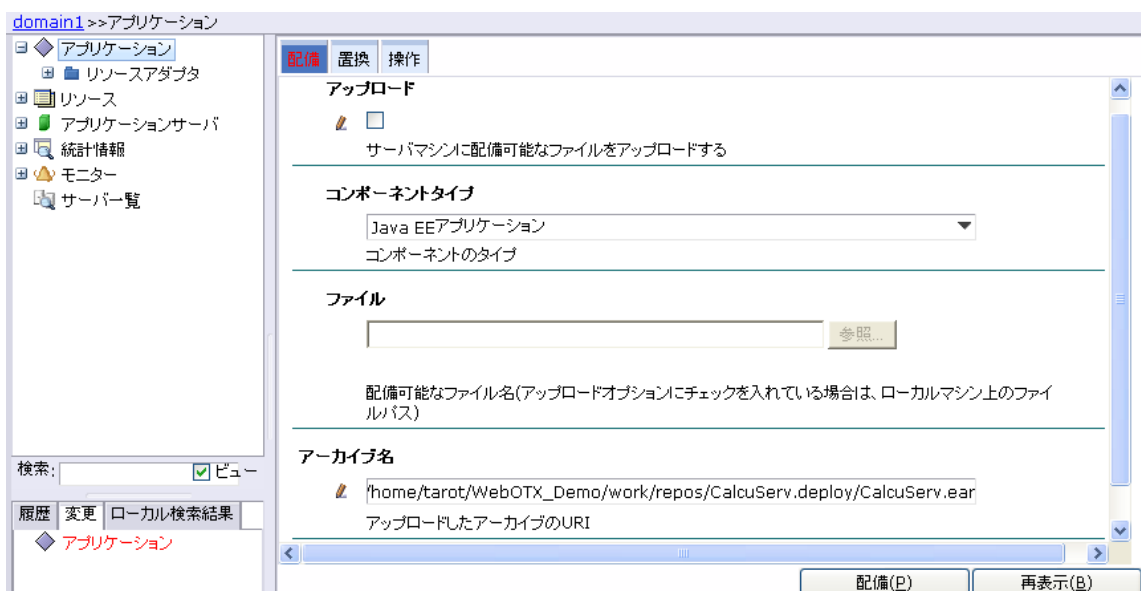 domain1>>アプリケーション
アプリケーション
リソースアダプタ
リソース
アプリケーションサーバ
統計情報
モニター
サーバ一覧
検索:
ビュー
履歴 変更 ローカル検索結果
アプリケーション
配備 置換 操作
アップロード
サーバマシンに配備可能なファイルをアップロードする
コンポーネントタイプ
Java EEアプリケーション
コンポーネントのタイプ
ファイル
参照...
配備可能なファイル名(アップロードオプションにチェックを入れている場合は、ローカルマシン上のファイ
ルパス)
アーカイブ名
/home/tarot/WebOTX_Demo/work/repos/CalcuServ.deploy/CalcuServ.ear
アップロードしたアーカイブのURI
配備(P) 再表示(B)